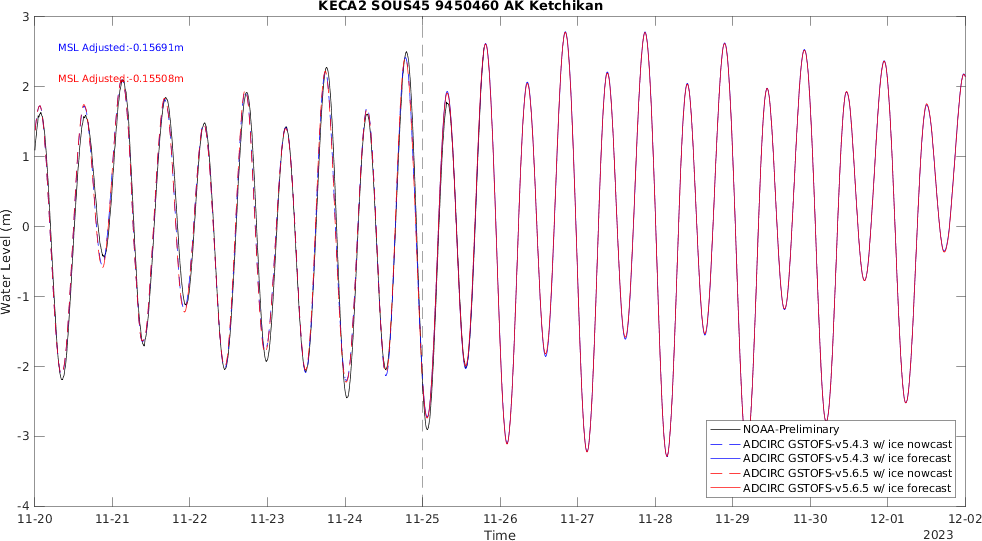 KECA2 SOUS45 9450460 AK Ketchikan
3
2
1
0
-1
-2
-3
-4
Water Level (m)
MSL Adjusted:-0.15691m
MSL Adjusted:-0.15508m
NOAA-Preliminary
ADCIRC GSTOFS-v5.4.3 w/ ice nowcast
ADCIRC GSTOFS-v5.4.3 w/ ice forecast
ADCIRC GSTOFS-v5.6.5 w/ ice nowcast
ADCIRC GSTOFS-v5.6.5 w/ ice forecast
11-20 11-21 11-22 11-23 11-24 11-25 11-26 11-27 11-28 11-29 11-30 12-01 12-02
Time 2023